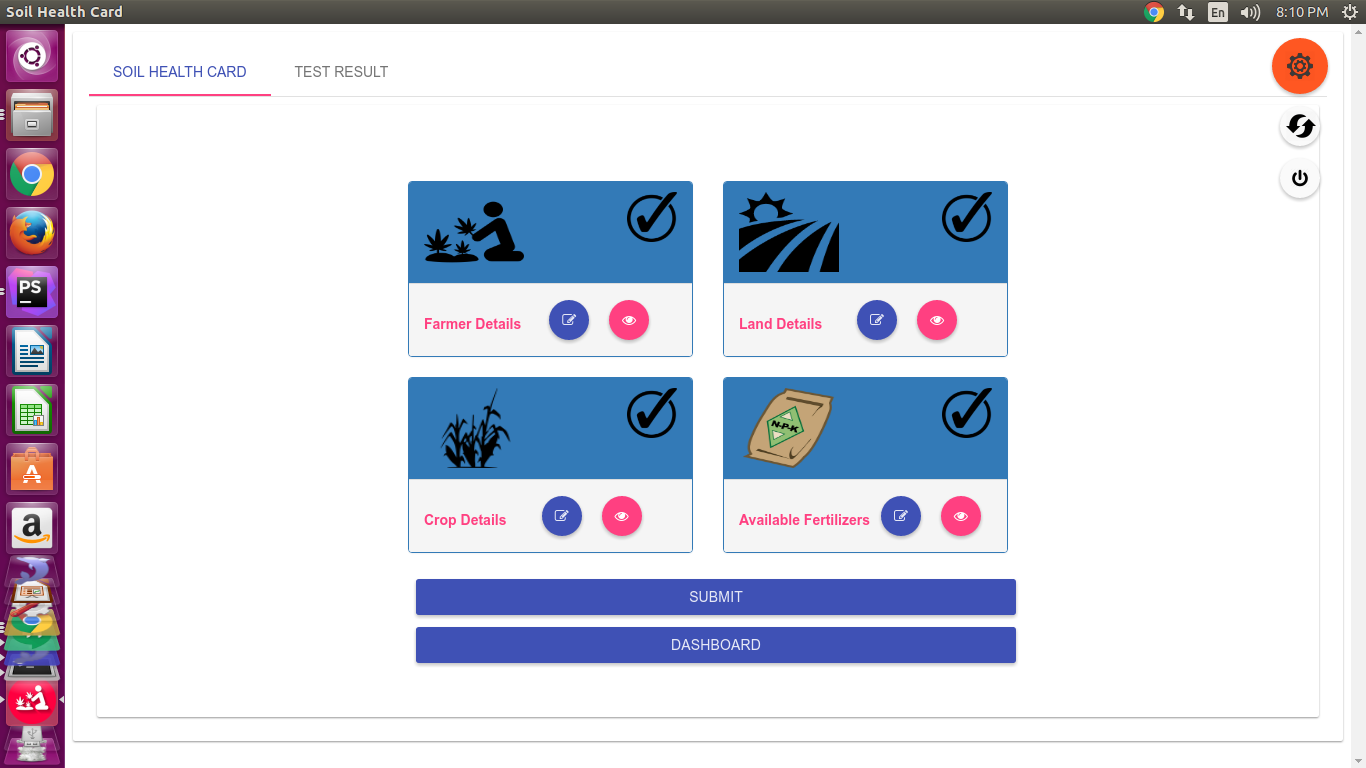 Soil Health Card
En
8:10 PM
SOIL HEALTH CARD
TEST RESULT
PS
Farmer Details
Land Details
N-P-K
Crop Details
Available Fertilizers
SUBMIT
DASHBOARD